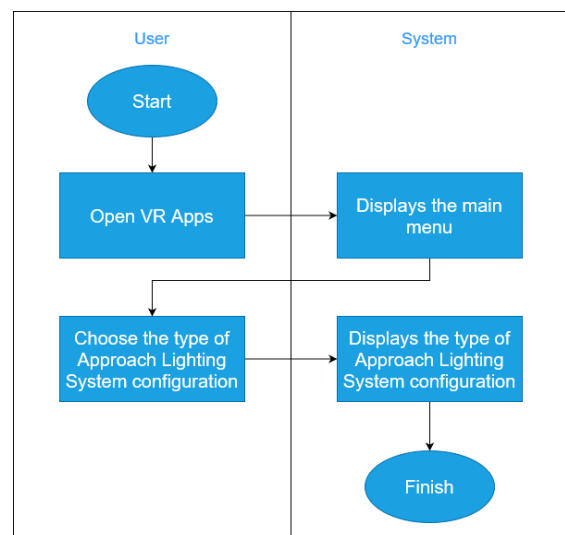 User
System
Start
Open VR Apps
Displays the main
menu
Choose the type of
Approach Lighting
System configuration
Displays the type of
Approach Lighting
System configuration
Finish